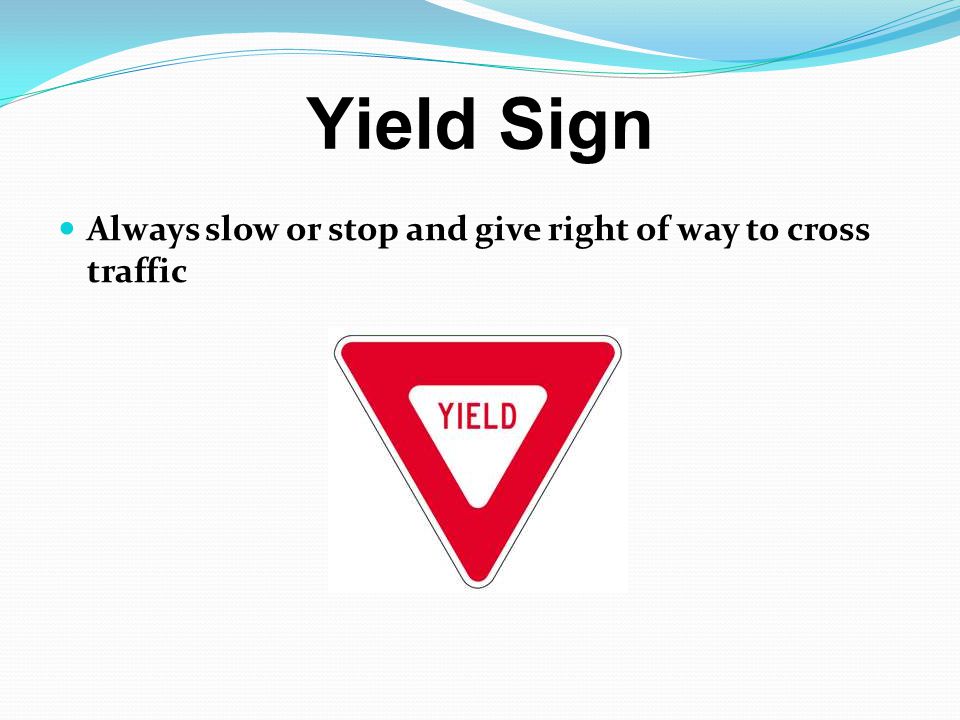 Yield Sign
Always slow or stop and give right of way to cross
traffic
YIELD